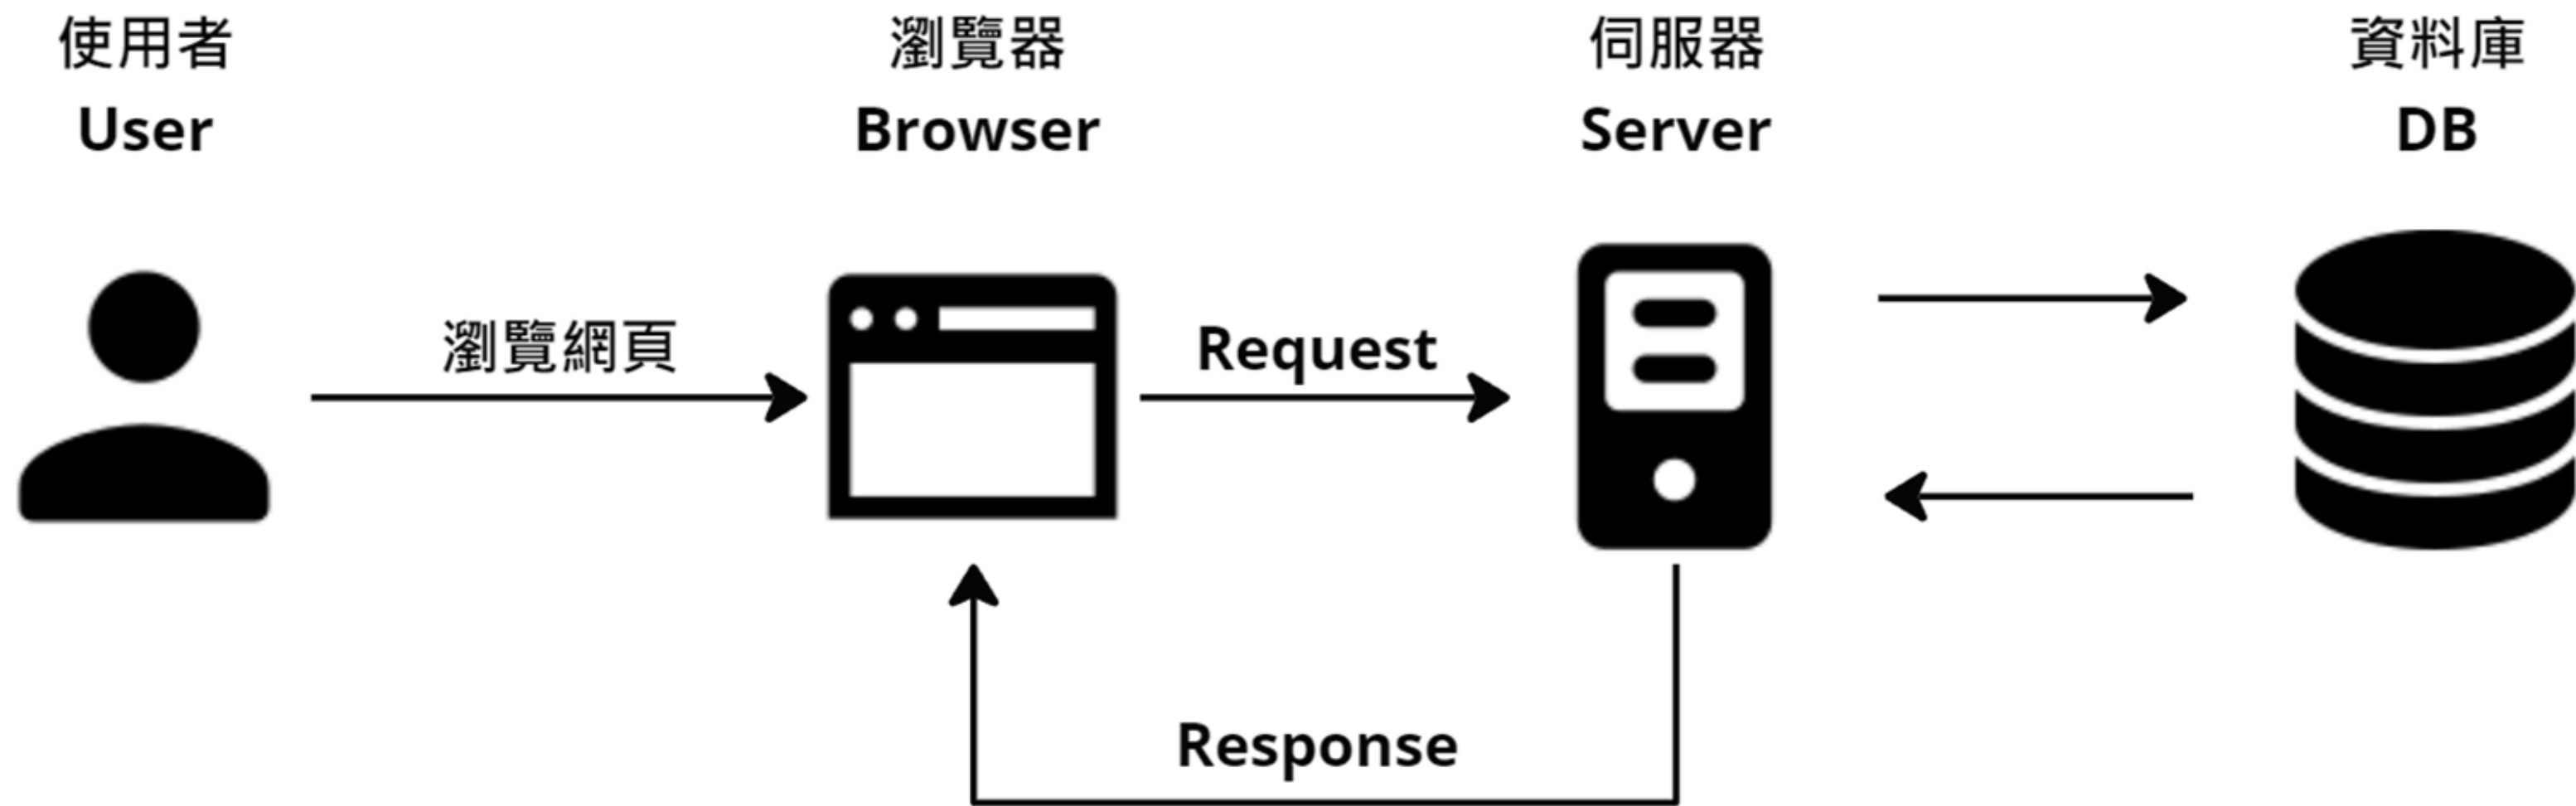 使用者
User
瀏覽器
Browser
伺服器
Server
資料庫
DB
瀏覽網頁
Request
Response